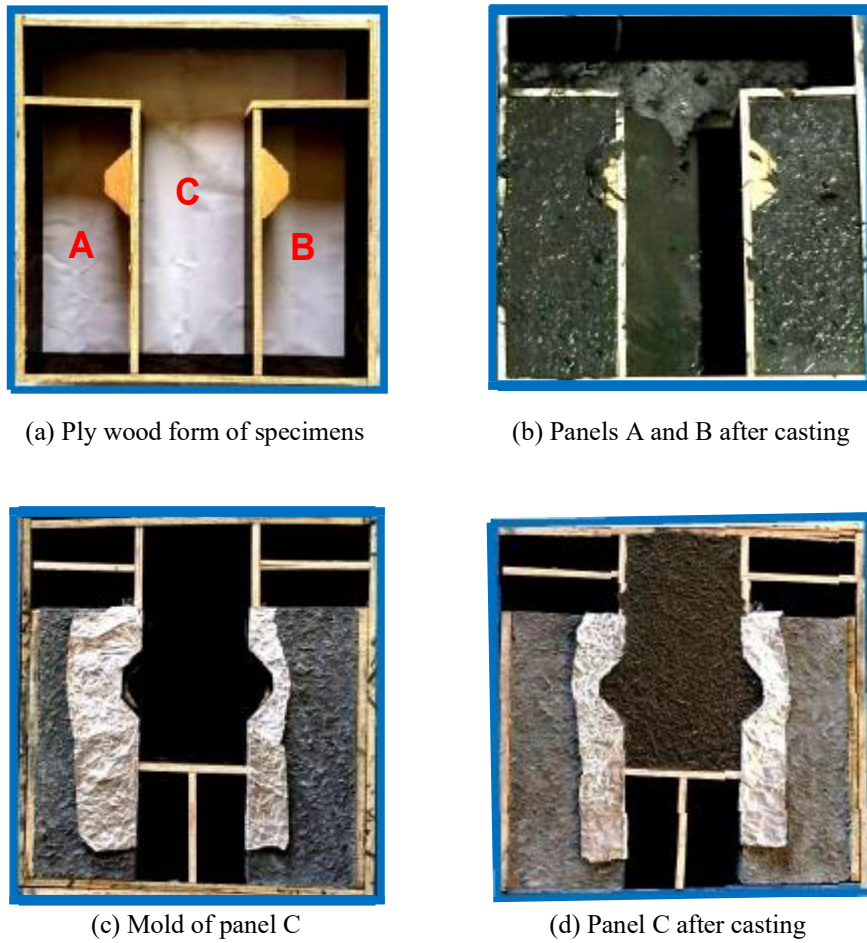 C
A
B
(a) Ply wood form of specimens
(b) Panels A and B after casting
(c) Mold of panel C
(d) Panel C after casting